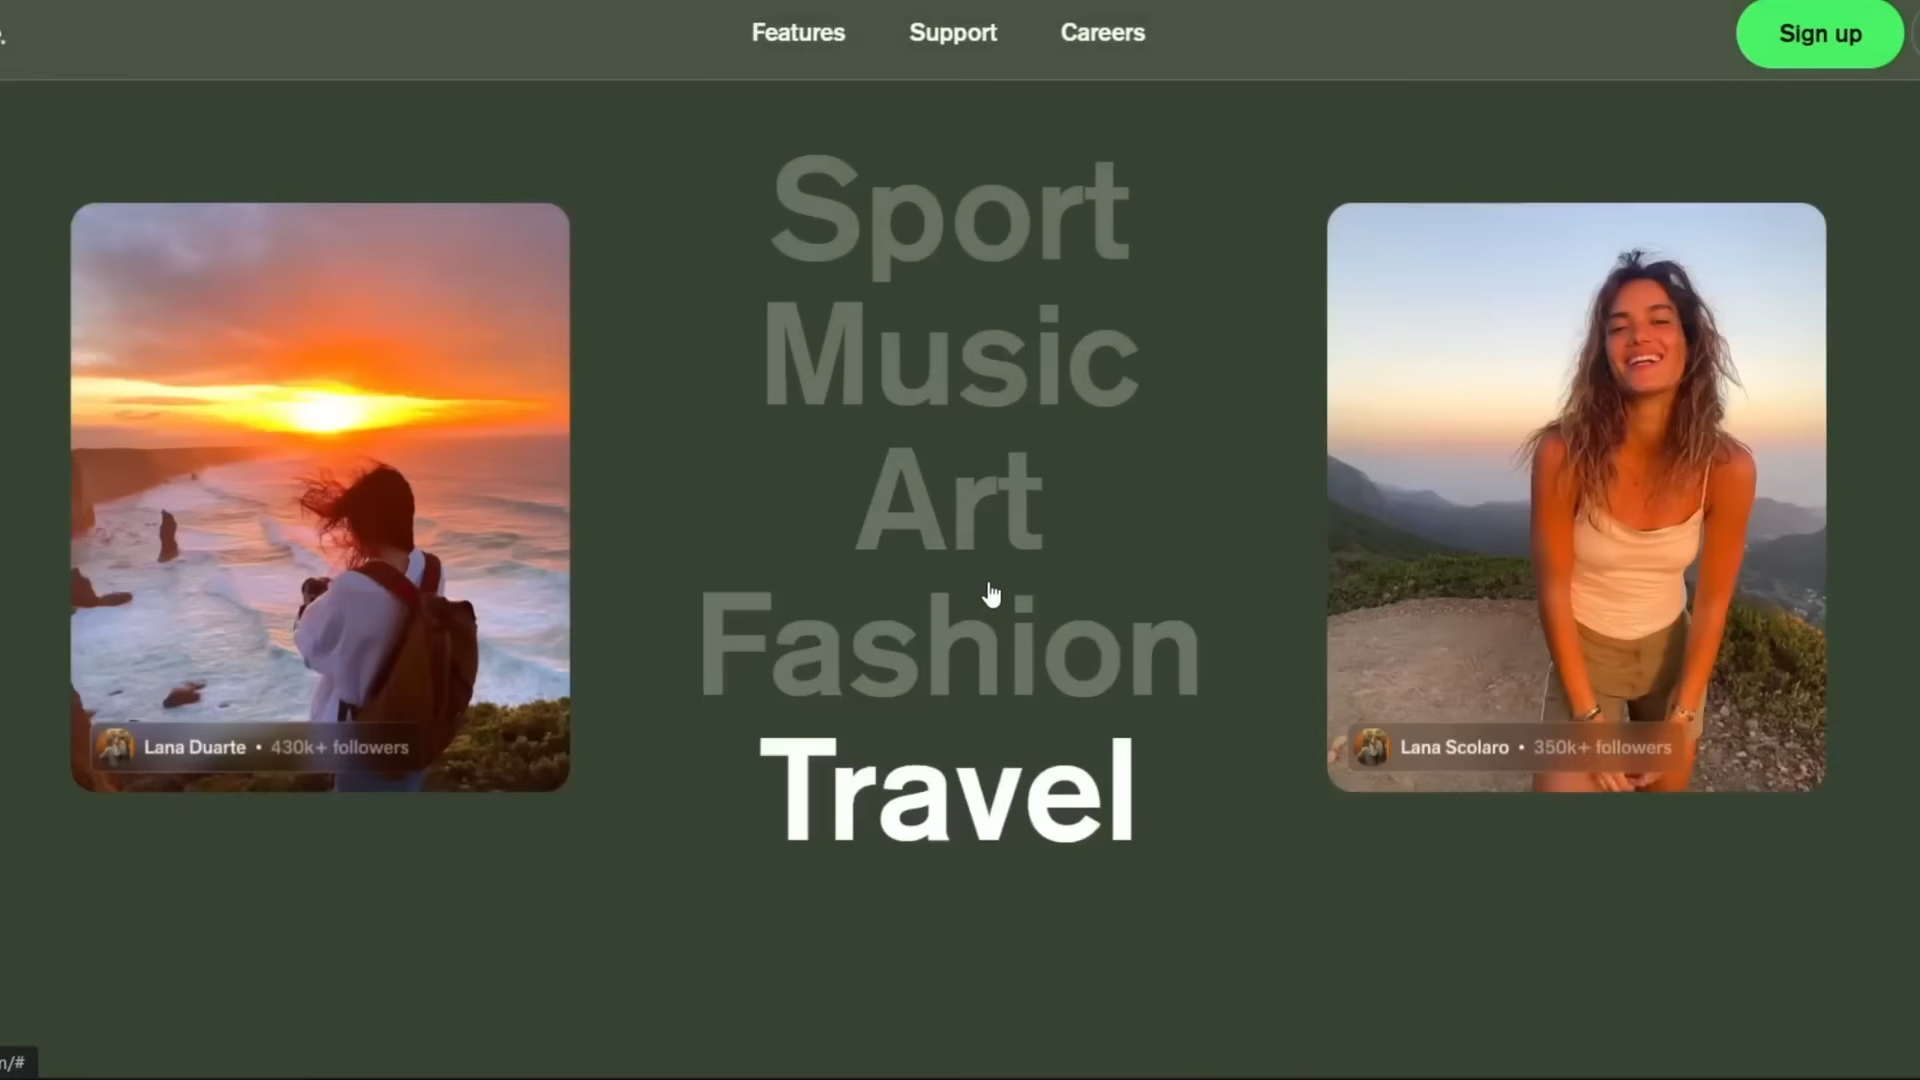 Features
Support
Careers
Sign up
Sport
Music
Art
Fashion
Travel
Lana Duarte • 430k+ followers
Lana Scolaro • 350k+ followers
/#